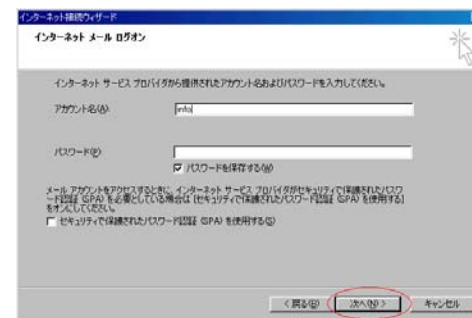 インターネット接続ウィザード
インターネット メール ログオン
インターネット サービス プロバイダから提供されたアカウント名およびパスワードを入力してください。
アカウント名(A):
info
パスワード(P):
パスワードを保存する(W)
メール アカウントをアクセスするときに、インターネット サービス プロバイダがセキュリティで保護されたパスワ
ード認証 (SPA) を必要としている場合は [セキュリティで保護されたパスワード認証 (SPA) を使用する]
をオンにしてください。
セキュリティで保護されたパスワード認証 (SPA) を使用する(S)
< 戻る(B)
次へ(N) >
キャンセル